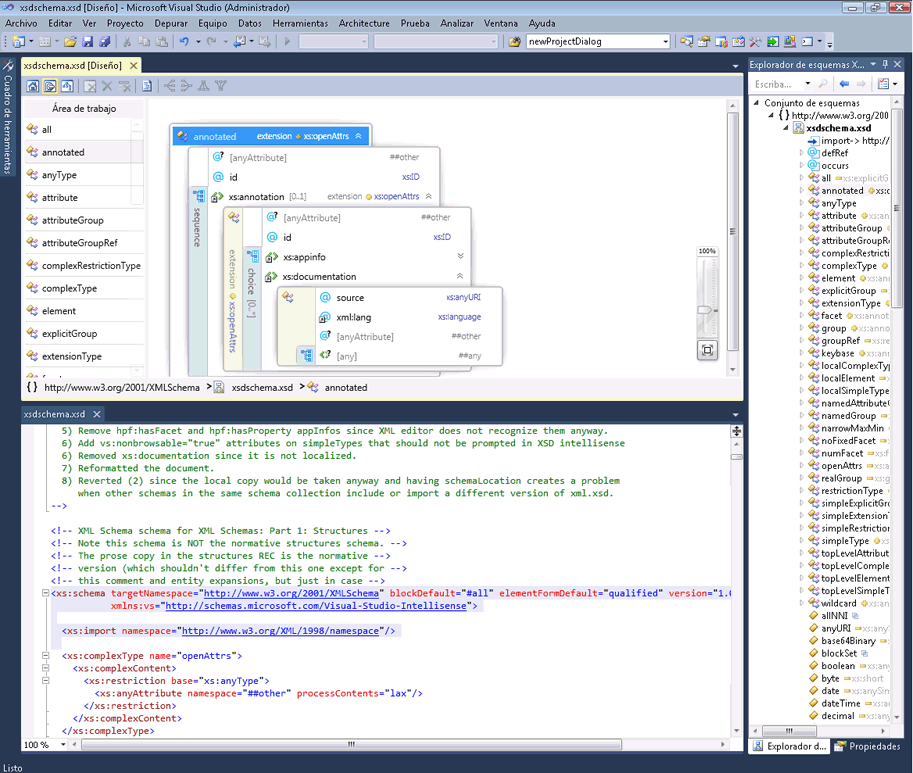 xsdschema.xsd [Diseño] - Microsoft Visual Studio (Administrador)
Archivo Editar Ver Proyecto Depurar Equipo Datos Herramientas Architecture Prueba Analizar Ventana Ayuda
newProjectDialog
Cuadro de herramientas
xsdschema.xsd [Diseño]
Área de trabajo
all
annotated
anyType
attribute
attributeGroup
attributeGroupRef
complexRestrictionType
complexType
element
explicitGroup
extensionType
annotated extension xs:openAttrs
[anyAttribute] ##other
id xs:ID
xs:annotation [0..1] extension xs:openAttrs
sequence
[anyAttribute] ##other
id xs:ID
xs:appinfo
xs:documentation
extension xs:openAttrs
choice [0..*]
source xs:anyURI
xml:lang xs:language
[anyAttribute] ##other
[any] ##any
100%
{ } http://www.w3.org/2001/XMLSchema > xsdschema.xsd > annotated
xsdschema.xsd
5) Remove hpf:hasFacet and hpf:hasProperty appInfos since XML editor does not recognize them anyway.
6) Add vs:nonbrowsable="true" attributes on simpleTypes that should not be prompted in XSD intellisense
6) Removed xs:documentation since it is not localized.
7) Reformatted the document.
8) Reverted (2) since the local copy would be taken anyway and having schemaLocation creates a problem
when other schemas in the same schema collection include or import a different version of xml.xsd.
-->
<!-- XML Schema schema for XML Schemas: Part 1: Structures -->
<!-- Note this schema is NOT the normative structures schema. -->
<!-- The prose copy in the structures REC is the normative -->
<!-- version (which shouldn't differ from this one except for -->
<!-- this comment and entity expansions, but just in case -->
<xs:schema targetNamespace="http://www.w3.org/2001/XMLSchema" blockDefault="#all" elementFormDefault="qualified" version="1.0
xmlns:vs="http://schemas.microsoft.com/Visual-Studio-Intellisense">
<xs:import namespace="http://www.w3.org/XML/1998/namespace"/>
<xs:complexType name="openAttrs">
<xs:complexContent>
<xs:restriction base="xs:anyType">
<xs:anyAttribute namespace="##other" processContents="lax"/>
</xs:restriction>
</xs:complexContent>
</xs:complexType>
100 %
Explorador de esquemas X...
Escriba...
Conjunto de esquemas
{ } http://www.w3.org/200
xsdschema.xsd
import-> http://
defRef
occurs
all xs:explicitG
annotated xs:o
anyType
attribute xs:an
attributeGroup
attributeGroupRe
complexRestricti
complexType
element xs:ann
explicitGroup
extensionType
facet xs:annot
group xs:anno
groupRef xs:re
keybase xs:ann
localComplexTyp
localElement
localSimpleType
namedAttribute
namedGroup
narrowMaxMin
noFixedFacet
numFacet xs:f
openAttrs xs:a
realGroup
restrictionType
simpleExplicitGro
simpleExtension
simpleRestriction
simpleType
topLevelAttribut
topLevelComple
topLevelElement
topLevelSimpleT
wildcard xs:an
allNNI
anyURI xs:any
base64Binary
blockSet
boolean xs:any
byte xs:short
date xs:anySim
dateTime xs:any
decimal xs:any
Explorador d... Propiedades
Listo